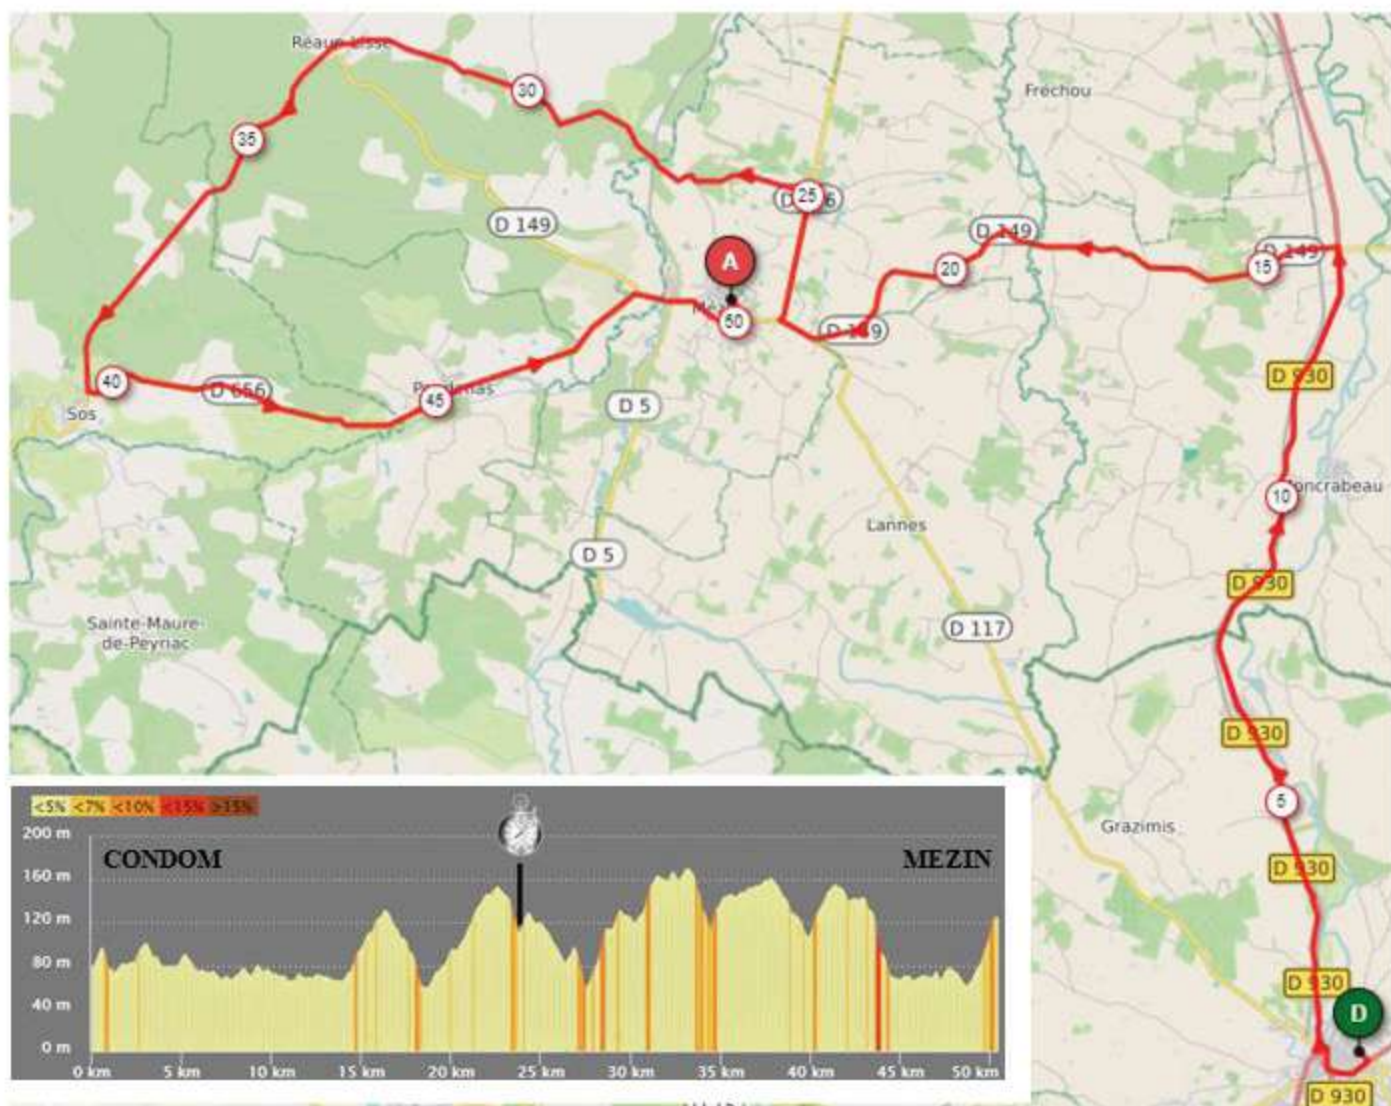 Réaup-Lisse
30
Fréchou
35
25
D 149
D 149
A
20
15
D 149
50
D 149
D 930
40
D 656
45
D 5
Sos
10
Moncrabeau
Lannes
D 5
D 930
Sainte-Maure-
de-Peyriac
D 117
D 930
5
Grazimis
D 930
D 930
D
D 930
<5% <7% <10% <15% >15%
200 m
CONDOM
MEZIN
160 m
120 m
80 m
40 m
0 m
0 km 5 km 10 km 15 km 20 km 25 km 30 km 35 km 40 km 45 km 50 km